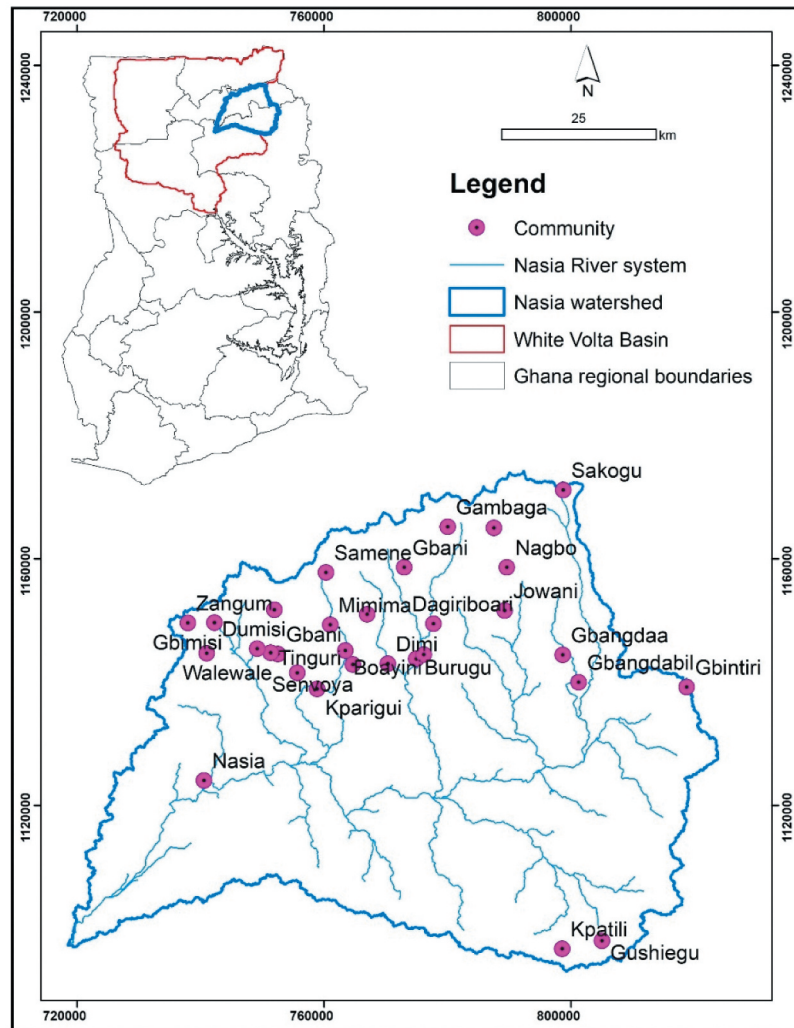 720000 760000 800000
1240000 1240000
N
25
km
Legend
Community
Nasia River system
Nasia watershed
White Volta Basin
Ghana regional boundaries
1200000 1200000
Sakogu
Gambaga
Samene Gbani Nagbo
1160000 1160000
Zangum Mimima Dagiriboari Jowani
Gbimisi Dumisi Gbani Dimi Gbangdaa
Walewale Tinguri Boayini Burugu Gbangdabil Gbintiri
Senvoya
Kparigui
Nasia
1120000 1120000
Kpatili
Gushiegu
720000 760000 800000